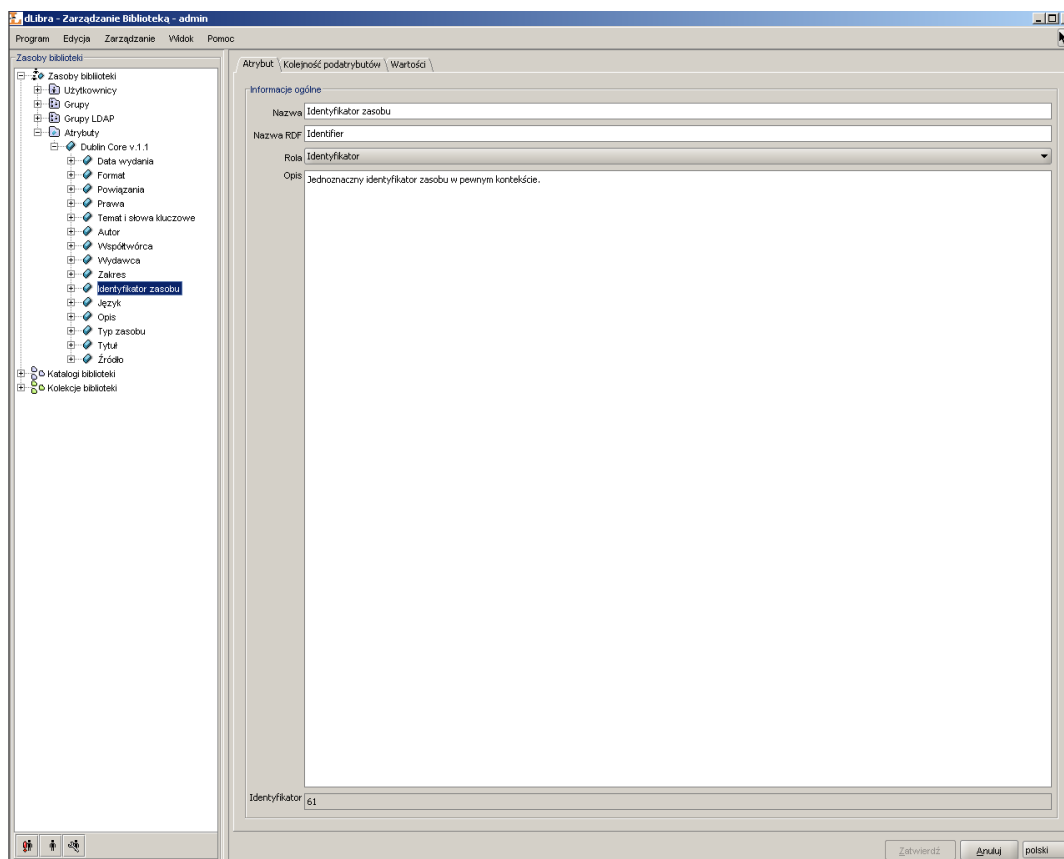 dLibra - Zarządzanie Biblioteką - admin
Program Edycja Zarządzanie Widok Pomoc
Zasoby biblioteki
Zasoby biblioteki
Użytkownicy
Grupy
Grupy LDAP
Atrybuty
Dublin Core v.1.1
Data wydania
Format
Powiązania
Prawa
Temat i słowa kluczowe
Autor
Współtwórca
Wydawca
Zakres
Identyfikator zasobu
Język
Opis
Typ zasobu
Tytuł
Źródło
Katalogi biblioteki
Kolekcje biblioteki
Atrybut Kolejność podatrybutów Wartości
Informacje ogólne
Nazwa Identyfikator zasobu
Nazwa RDF Identifier
Rola Identyfikator
Opis Jednoznaczny identyfikator zasobu w pewnym kontekście.
Identyfikator 61
Zatwierdź Anuluj polski